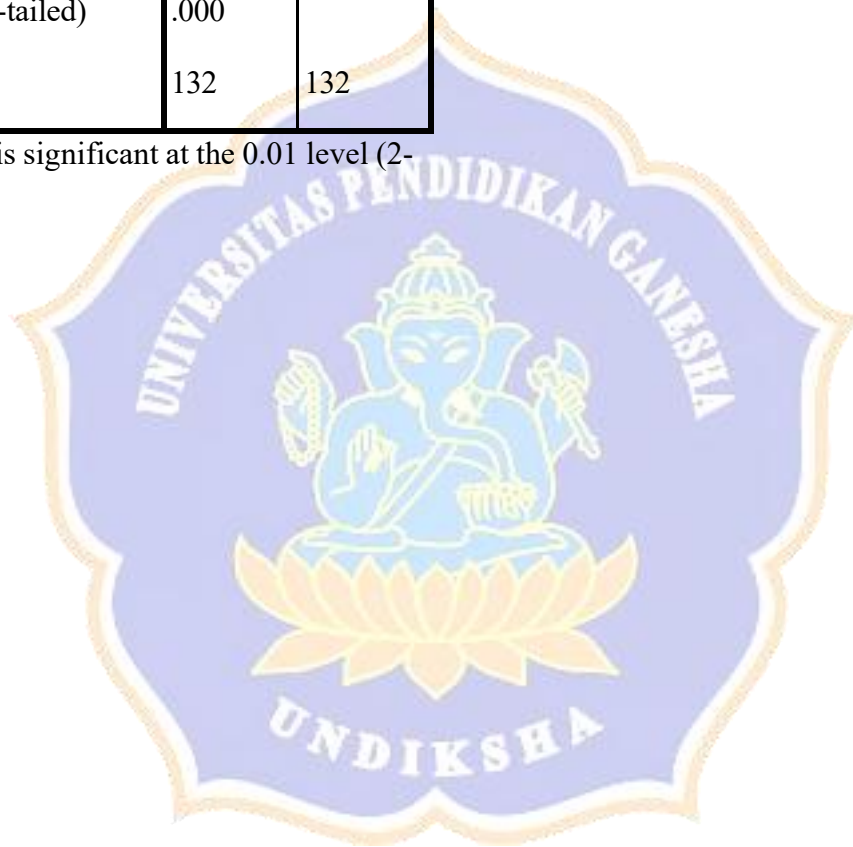 -tailed) .000
132 132
is significant at the 0.01 level (2-
UNIVERSITAS PENDIDIKAN GANESHA
UNDIKSHA